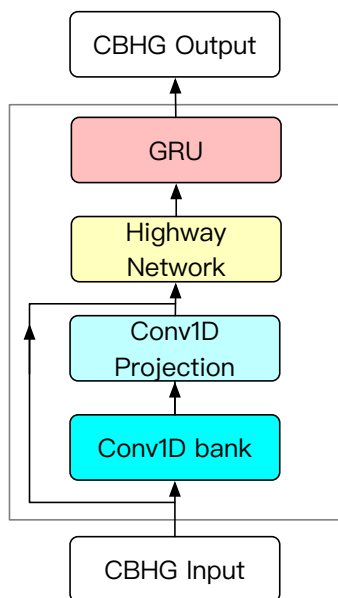 CBHG Output
GRU
Highway
Network
Conv1D
Projection
Conv1D bank
CBHG Input